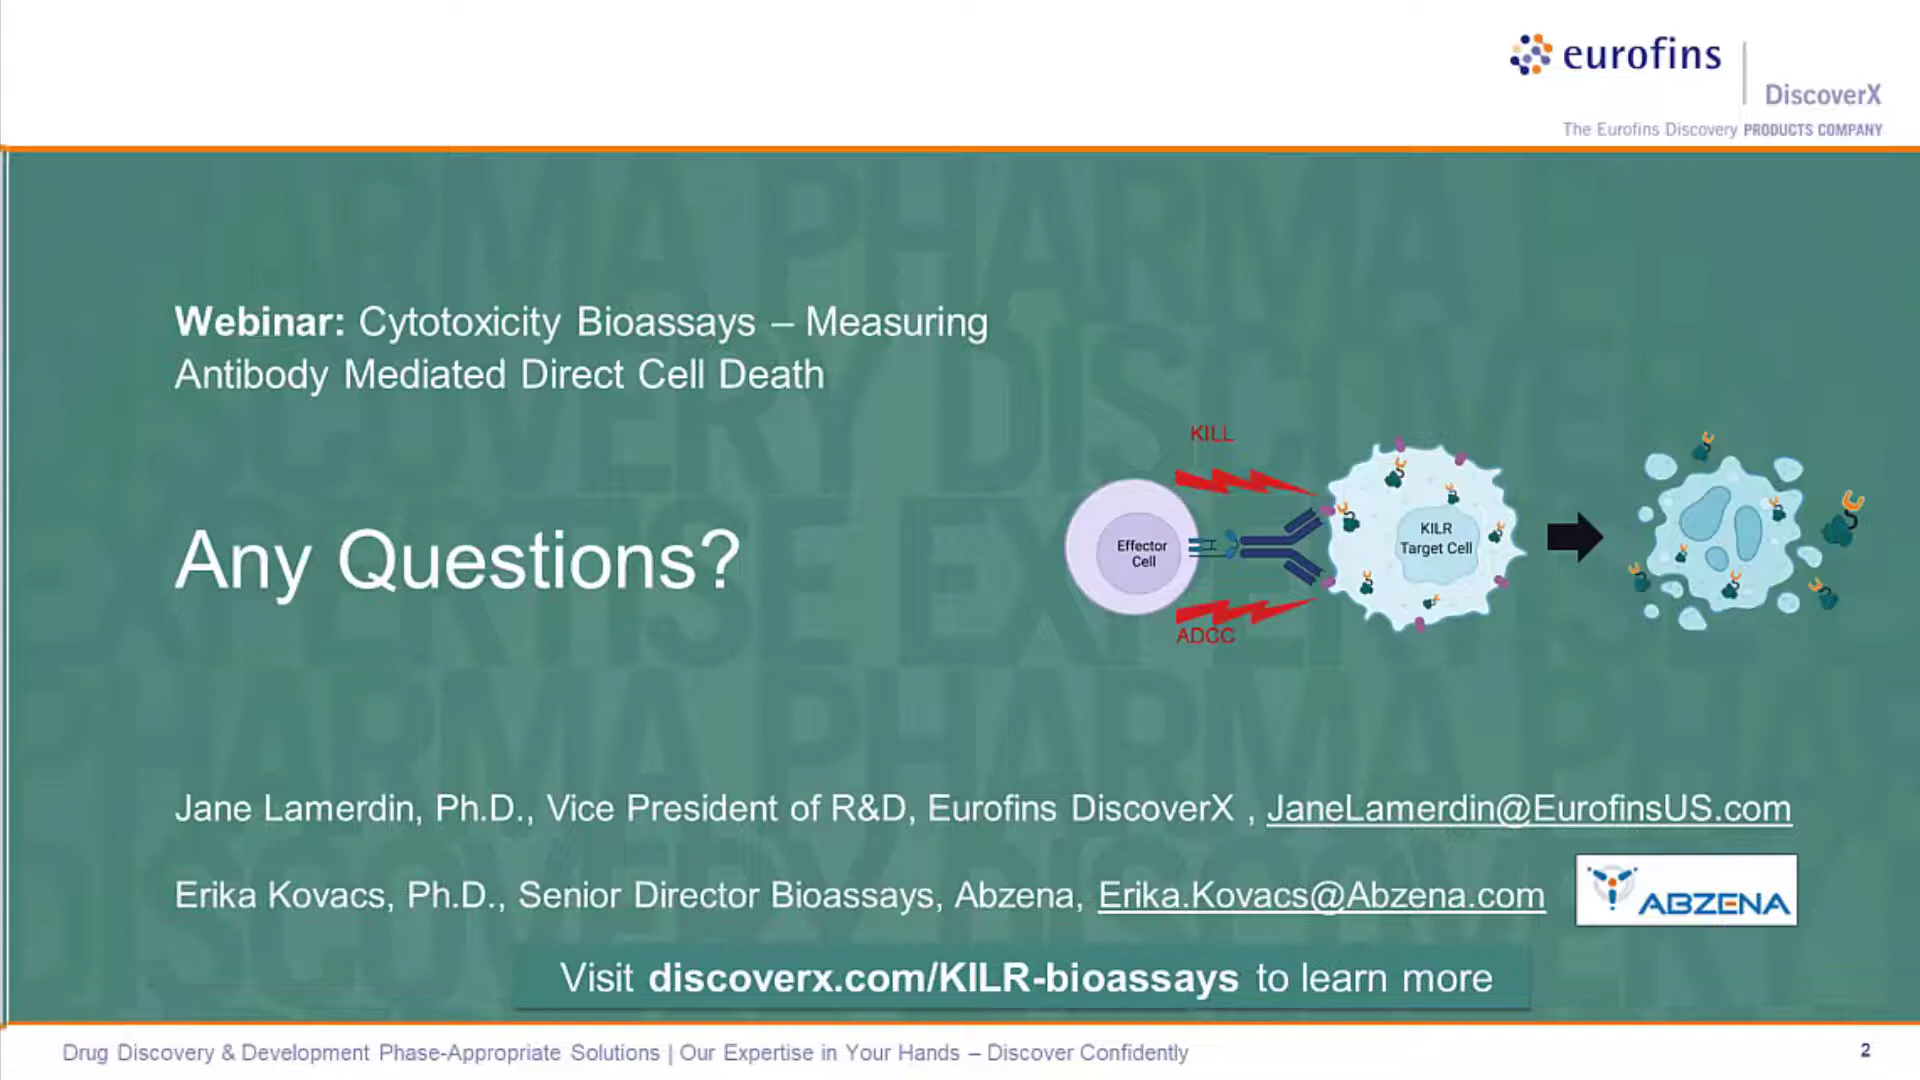 eurofins
DiscoverX
The Eurofins Discovery PRODUCTS COMPANY
Webinar: Cytotoxicity Bioassays – Measuring
Antibody Mediated Direct Cell Death
KILL
Effector
Cell
KILR
Target Cell
ADCC
Any Questions?
Jane Lamerdin, Ph.D., Vice President of R&D, Eurofins DiscoverX , JaneLamerdin@EurofinsUS.com
Erika Kovacs, Ph.D., Senior Director Bioassays, Abzena, Erika.Kovacs@Abzena.com
ABZENA
Visit discoverx.com/KILR-bioassays to learn more
Drug Discovery & Development Phase-Appropriate Solutions | Our Expertise in Your Hands – Discover Confidently
2